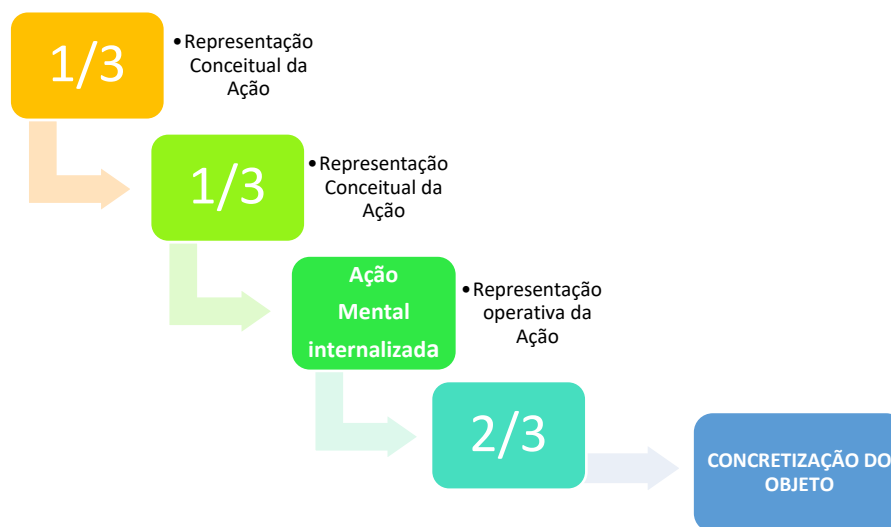 1/3
•Representação
Conceitual da
Ação
1/3
•Representação
Conceitual da
Ação
Ação
Mental
internalizada
•Representação
operativa da
Ação
2/3
CONCRETIZAÇÃO DO
OBJETO